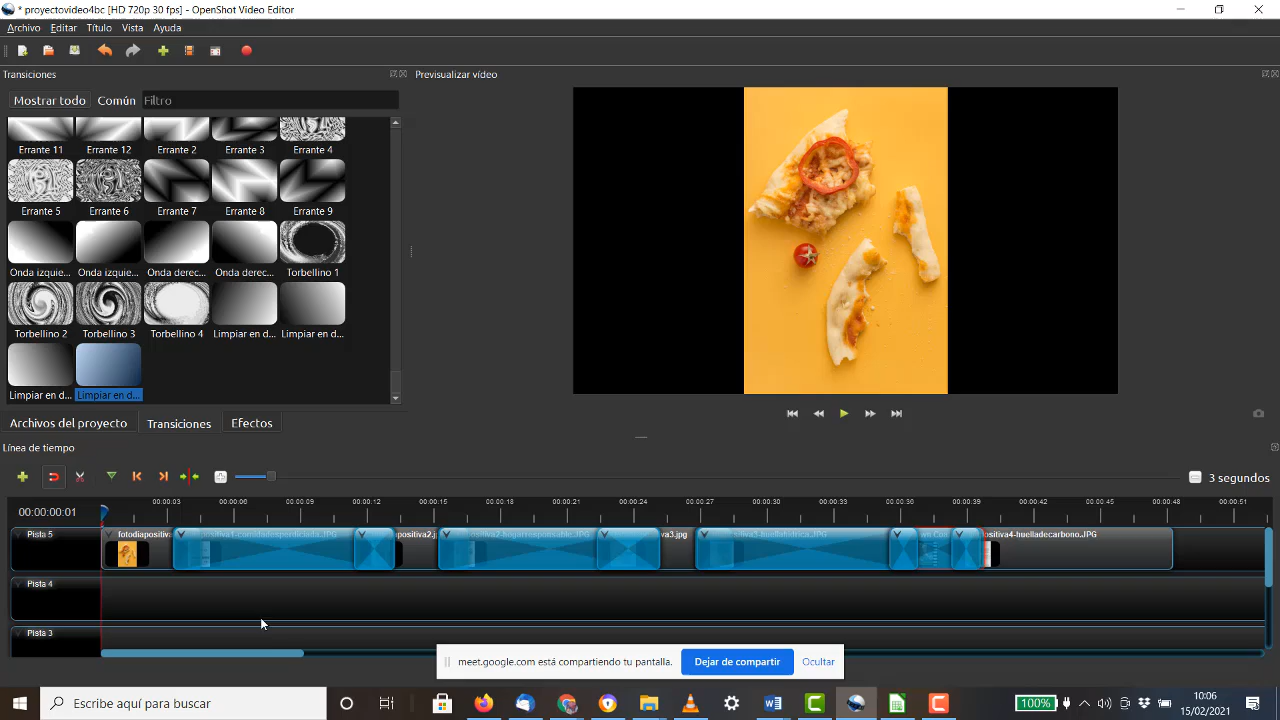 * proyectovideo4bc [HD 720p 30 fps] - OpenShot Video Editor
Archivo Editar Título Vista Ayuda
Transiciones
Previsualizar vídeo
Mostrar todo Común Filtro
Errante 11 Errante 12 Errante 2 Errante 3 Errante 4
Errante 5 Errante 6 Errante 7 Errante 8 Errante 9
Onda izquie... Onda izquie... Onda derec... Onda derec... Torbellino 1
Torbellino 2 Torbellino 3 Torbellino 4 Limpiar en d... Limpiar en d...
Limpiar en d... Limpiar en d...
Archivos del proyecto Transiciones Efectos
Línea de tiempo
3 segundos
00:00:00:01
00:00:03 00:00:06 00:00:09 00:00:12 00:00:15 00:00:18 00:00:21 00:00:24 00:00:27 00:00:30 00:00:33 00:00:36 00:00:39 00:00:42 00:00:45 00:00:48 00:00:51
Pista 5 fotodiapositiva ositiva4-huelladecarbono..JPG
Pista 4
Pista 3
meet.google.com está compartiendo tu pantalla. Dejar de compartir Ocultar
Escribe aquí para buscar
100%
10:06
15/02/2021